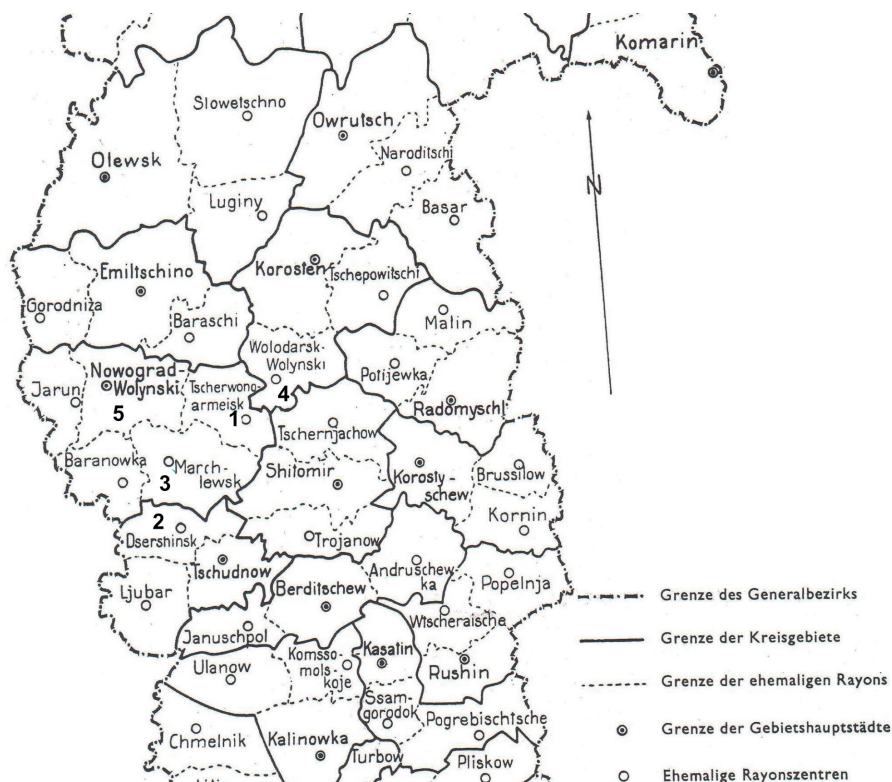 Komarin
Slowetschno
Owrutsch
Naroditschi
Olewsk
N
Luginy
Basar
Korosten
Tschepowitschi
Emiltschino
Gorodniza
Baraschi
Malin
Wolodarsk-
Wolynski
Nowograd-
Wolynski
Potijewka
Jarun
Tscherwono-
armeisk
4
5
1
Radomyschl
Tschernjachow
Baranowka
March-
lewsk
Shitomir
Korosty-
schew
Brussilow
3
2
Kornin
Dsershinsk
Trojanow
Tschudnow
Andruschew-
ka
Popelnja
Ljubar
Berditschew
Grenze des Generalbezirks
Wtscheraische
Januschpol
Kasatin
Grenze der Kreisgebiete
Ulanow
Komsso-
mols-
koje
Rushin
Grenze der ehemaligen Rayons
Ssam-
gorodok
Pogrebischtsche
Chmelnik
Kalinowka
Grenze der Gebietshauptstädte
Turbow
Pliskow
Ehemalige Rayonszentren